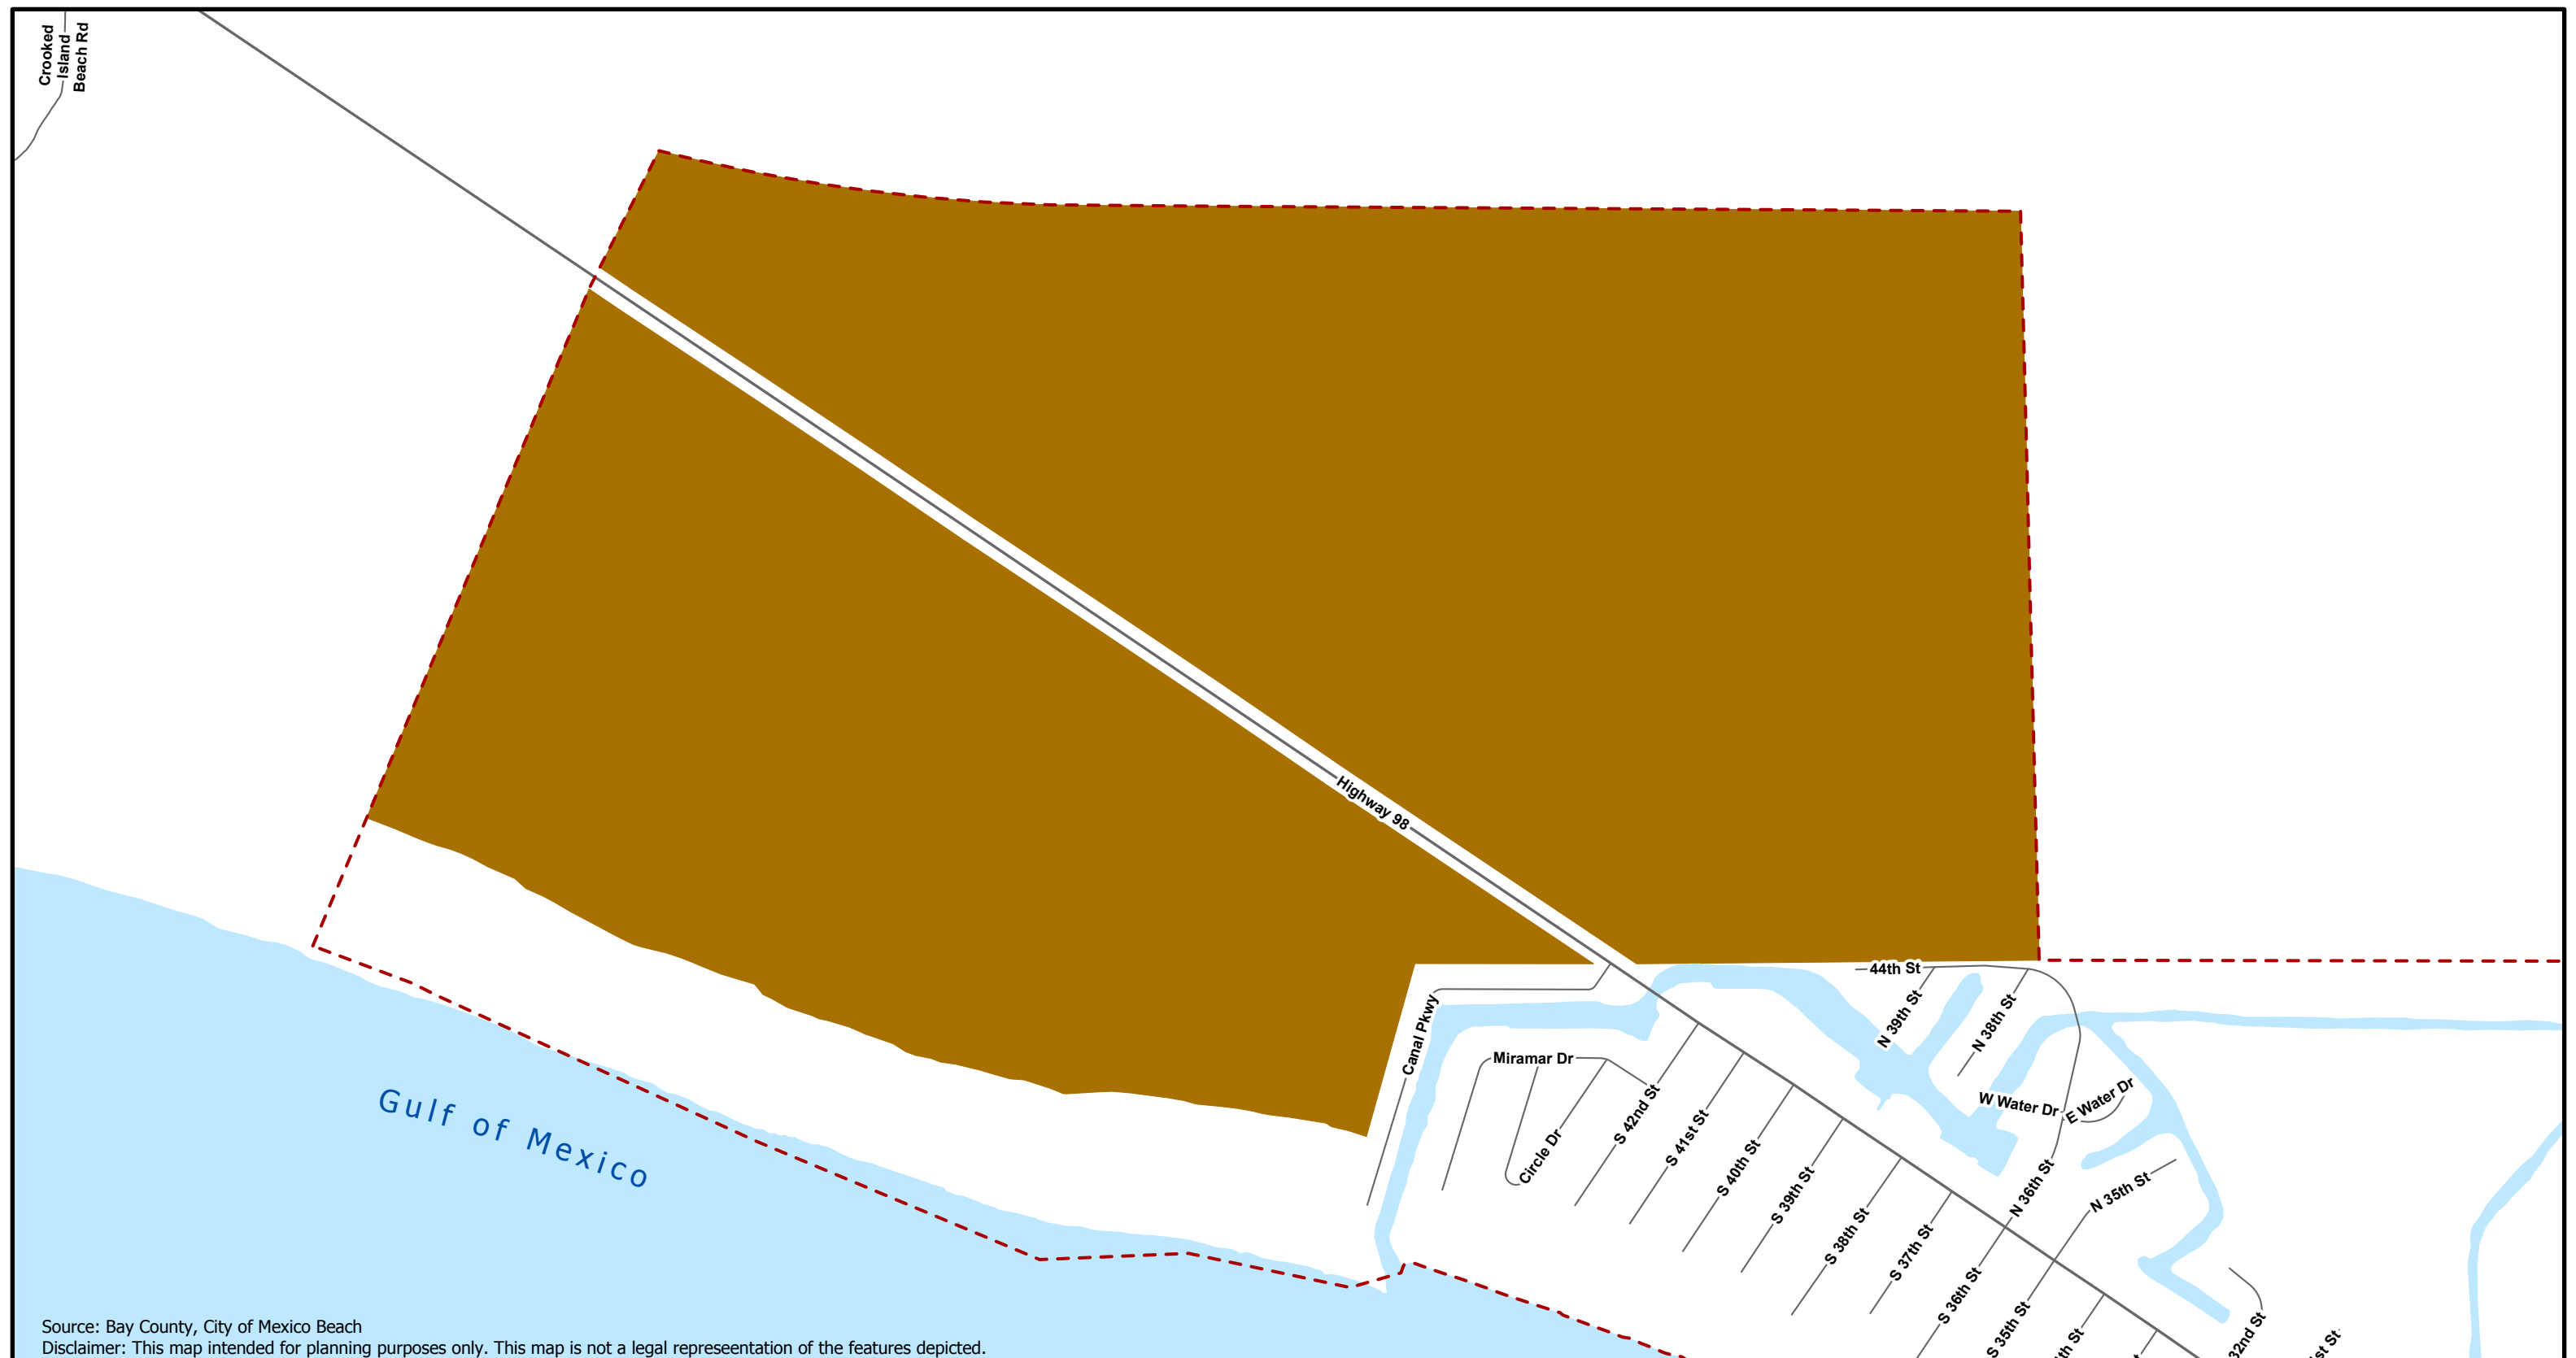 Crooked
Island
Beach Rd
Highway 98
44th St
N 39th St
N 38th St
Canal Pkwy
Miramar Dr
Circle Dr
S 42nd St
S 41st St
S 40th St
S 39th St
S 38th St
S 37th St
S 36th St
S 35th St
W Water Dr
E Water Dr
N 36th St
N 35th St
32nd St
Gulf of Mexico
Source: Bay County, City of Mexico Beach
Disclaimer: This map intended for planning purposes only. This map is not a legal represeentation of the features depicted.